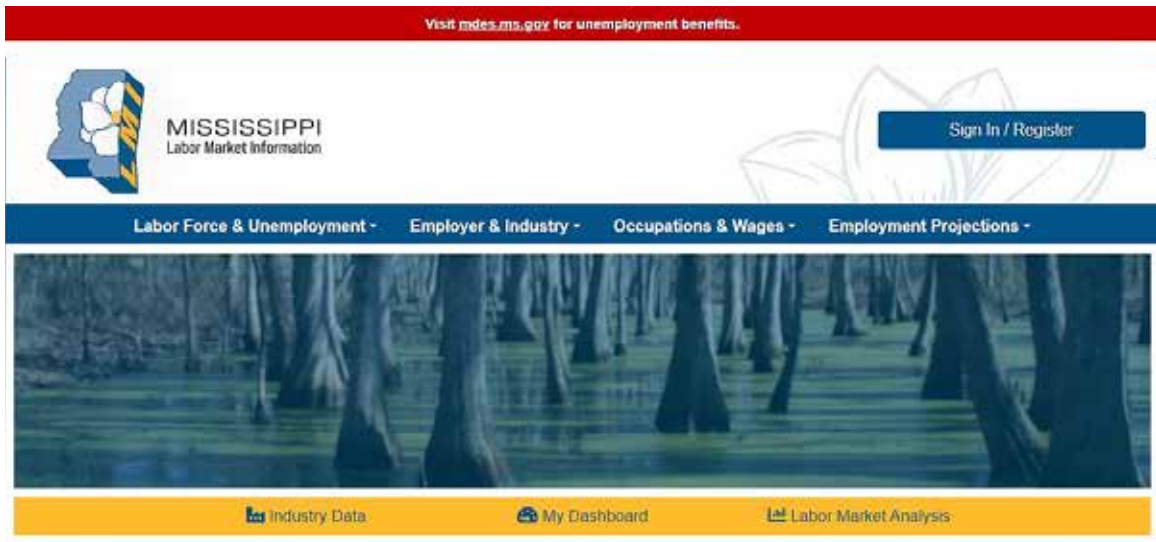 Visit mdes.ms.gov for unemployment benefits.
LMI
MISSISSIPPI
Labor Market Information
Sign In / Register
Labor Force & Unemployment
Employer & Industry
Occupations & Wages
Employment Projections
Industry Data
My Dashboard
Labor Market Analysis